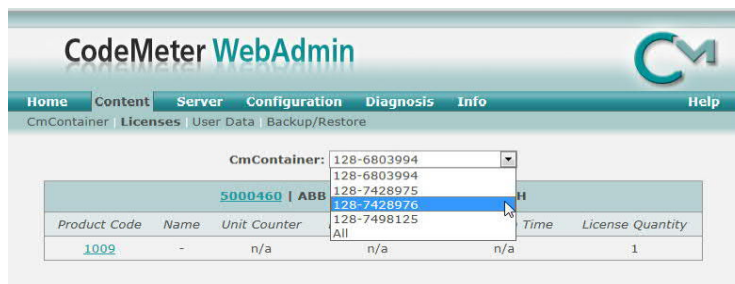 CodeMeter WebAdmin
Home Content Server Configuration Diagnosis Info Help
CmContainer | Licenses | User Data | Backup/Restore
CmContainer: 128-6803994
128-6803994
128-7428975
128-7428976
128-7498125
All
5000460 | ABB H
Product Code Name Unit Counter Time License Quantity
1009 - n/a n/a n/a 1